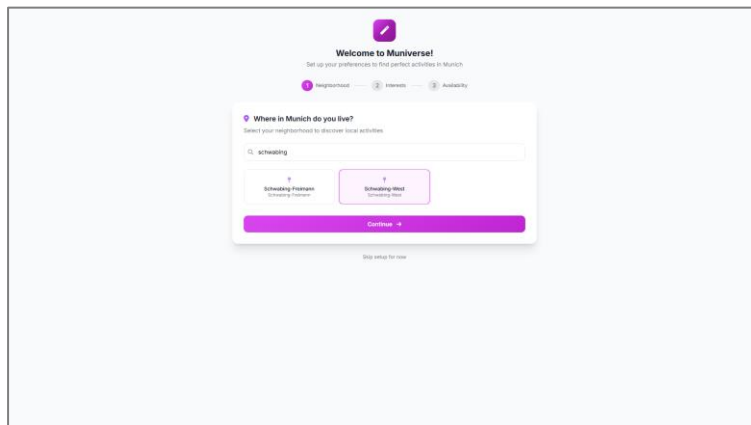 Welcome to Muniverse!
Set up your preferences to find perfect activities in Munich
1 Neighborhood 2 Interests 3 Availability
Where in Munich do you live?
Select your neighborhood to discover local activities
schwabing
Schwabing-Freimann Schwabing-West
Schwabing-Freimann Schwabing-West
Continue →
Skip setup for now